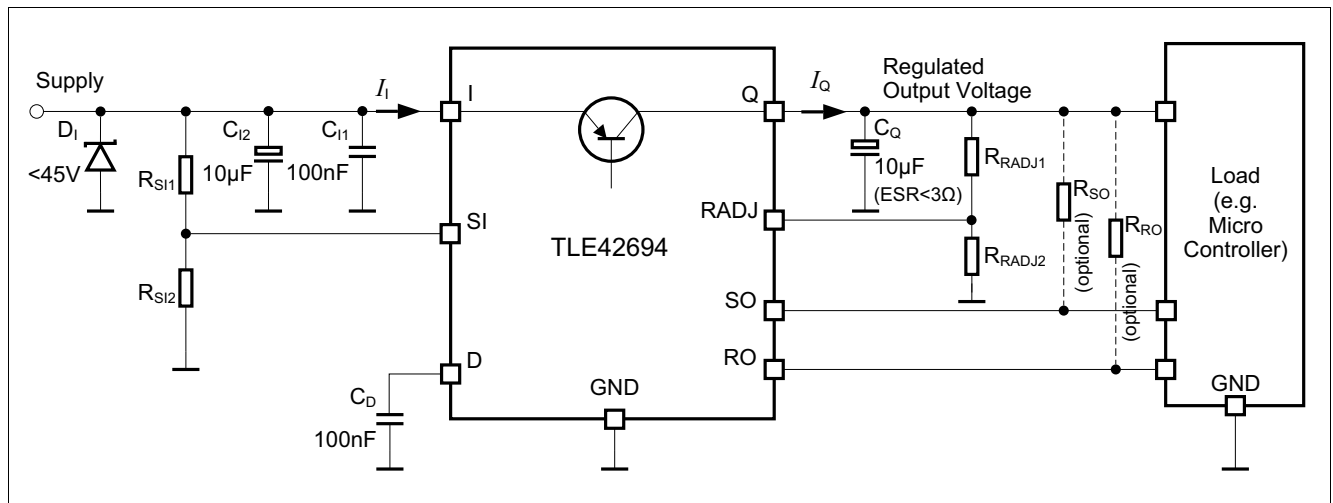 Supply
I_I
I
Q
I_Q
Regulated
Output Voltage
D_I
<45V
C_I2
10µF
C_I1
100nF
C_Q
10µF
(ESR<3Ω)
R_RADJ1
R_SI1
RADJ
R_SO
(optional)
R_RO
(optional)
Load
(e.g.
Micro
Controller)
SI
TLE42694
R_RADJ2
R_SI2
SO
RO
D
GND
GND
C_D
100nF